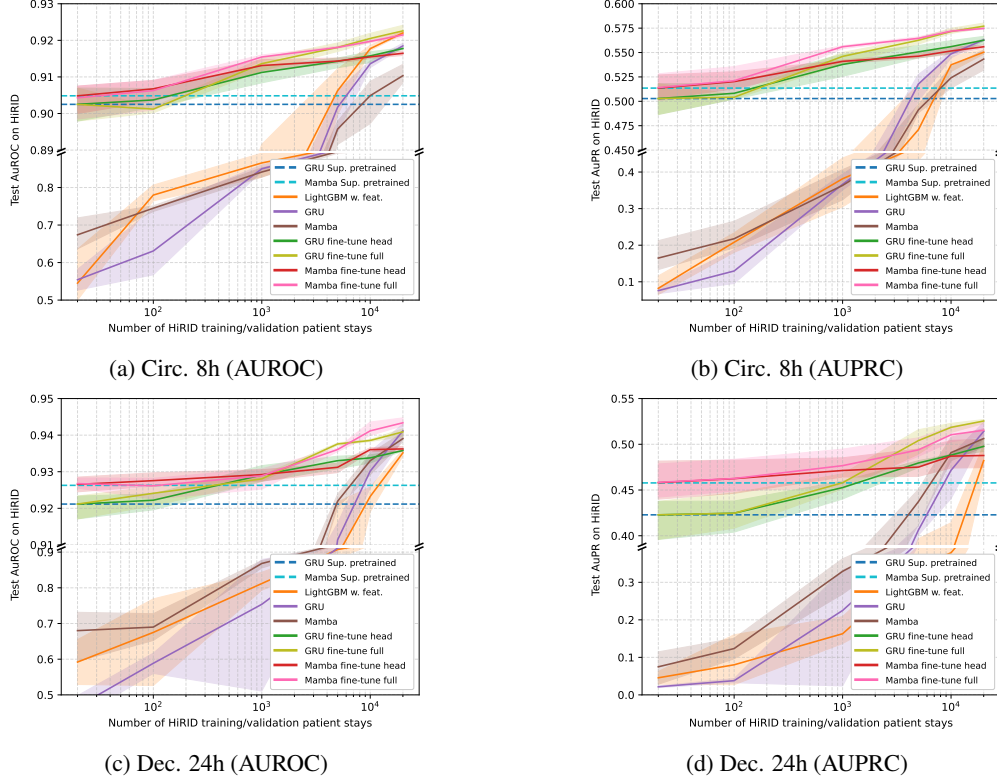 0.93
0.92
0.91
0.90
0.89
0.8
0.7
0.6
0.5
Test AuROC on HiRID
GRU Sup. pretrained
Mamba Sup. pretrained
LightGBM w. feat.
GRU
Mamba
GRU fine-tune head
GRU fine-tune full
Mamba fine-tune head
Mamba fine-tune full
10² 10³ 10⁴
Number of HiRID training/validation patient stays
(a) Circ. 8h (AUROC)
0.600
0.575
0.550
0.525
0.500
0.475
0.450
0.4
0.3
0.2
0.1
Test AuPR on HiRID
GRU Sup. pretrained
Mamba Sup. pretrained
LightGBM w. feat.
GRU
Mamba
GRU fine-tune head
GRU fine-tune full
Mamba fine-tune head
Mamba fine-tune full
10² 10³ 10⁴
Number of HiRID training/validation patient stays
(b) Circ. 8h (AUPRC)
0.95
0.94
0.93
0.92
0.91
0.9
0.8
0.7
0.6
0.5
Test AuROC on HiRID
GRU Sup. pretrained
Mamba Sup. pretrained
LightGBM w. feat.
GRU
Mamba
GRU fine-tune head
GRU fine-tune full
Mamba fine-tune head
Mamba fine-tune full
10² 10³ 10⁴
Number of HiRID training/validation patient stays
(c) Dec. 24h (AUROC)
0.55
0.50
0.45
0.40
0.3
0.2
0.1
0.0
Test AuPR on HiRID
GRU Sup. pretrained
Mamba Sup. pretrained
LightGBM w. feat.
GRU
Mamba
GRU fine-tune head
GRU fine-tune full
Mamba fine-tune head
Mamba fine-tune full
10² 10³ 10⁴
Number of HiRID training/validation patient stays
(d) Dec. 24h (AUPRC)